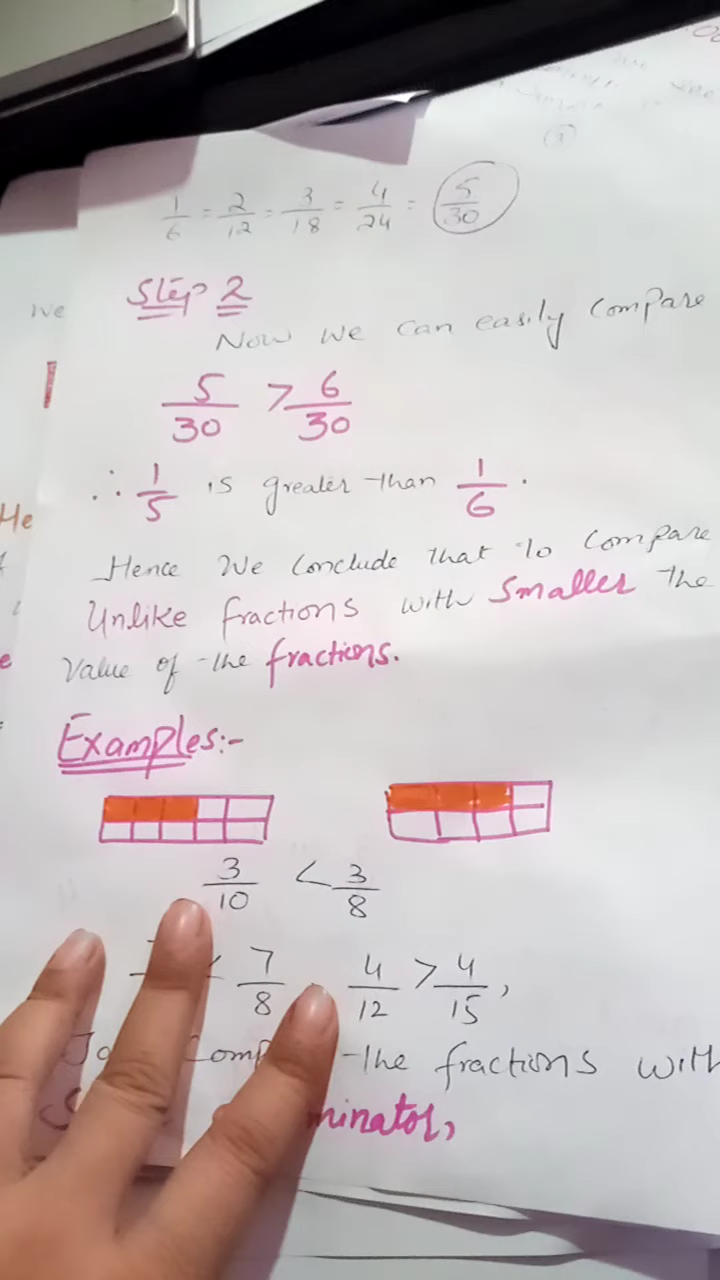 1/6 = 2/12 = 3/18 = 4/24 = 5/30
we
Step 2
Now we can easily compare
5/30 > 6/30
∴ 1/5 is greater than 1/6.
He
Hence we conclude that to compare
Unlike fractions with smaller the
Value of the fractions.
Examples:-
3/10 < 3/8
< 7/8 4/12 > 4/15,
the fractions with